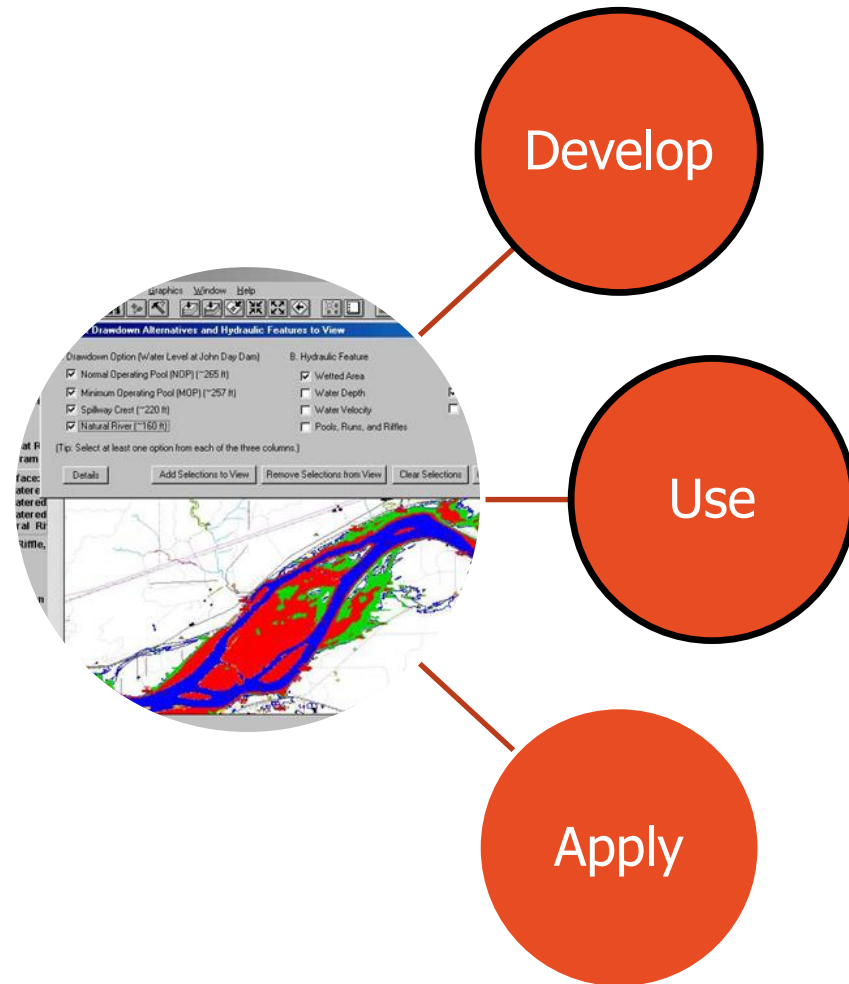 Develop
Graphics Window Help
Drawdown Alternatives and Hydraulic Features to View
Drawdown Option (Water Level at John Day Dam) B. Hydraulic Feature
Normal Operating Pool (NOP) (~265 ft) Wetted Area
Minimum Operating Pool (MOP) (~257 ft) Water Depth
Spillway Crest (~220 ft) Water Velocity
Natural River (~160 ft) Pools, Runs, and Riffles
(Tip: Select at least one option from each of the three columns.)
Details Add Selections to View Remove Selections from View Clear Selections
Use
Apply